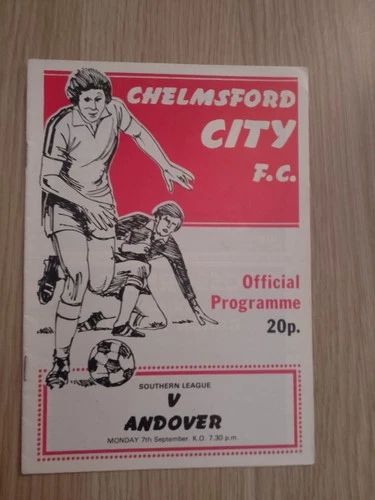 CHELMSFORD
CITY
F.C.
Official
Programme
20p.
SOUTHERN LEAGUE
V
ANDOVER
MONDAY 7th September K.O. 7.30 p.m.